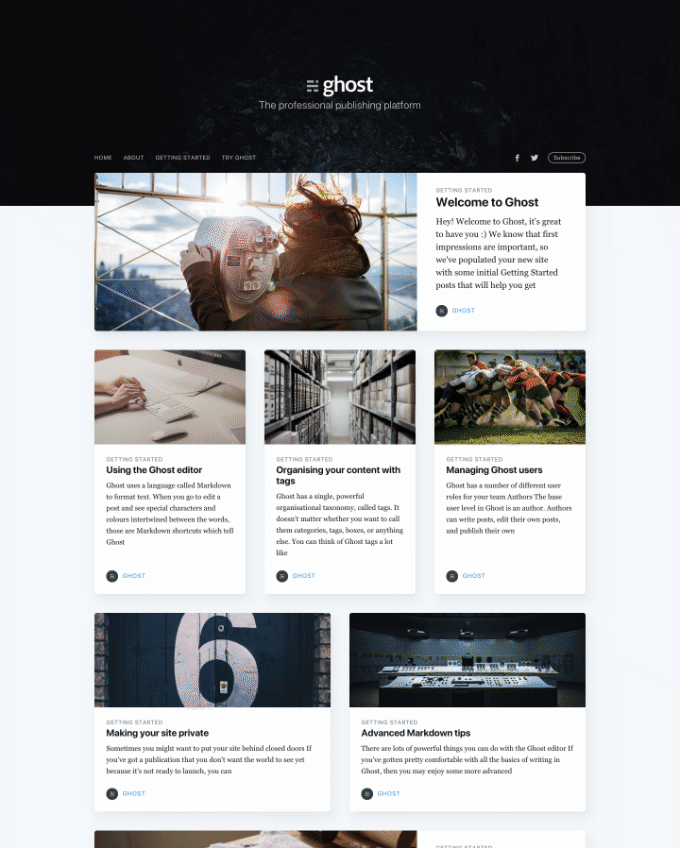 ghost
The professional publishing platform
HOME ABOUT GETTING STARTED TRY GHOST Subscribe
GETTING STARTED
Welcome to Ghost
Hey! Welcome to Ghost, it's great
to have you :) We know that first
impressions are important, so
we've populated your new site
with some initial Getting Started
posts that will help you get
GHOST
GETTING STARTED
Using the Ghost editor
Ghost uses a language called Markdown
to format text. When you go to edit a
post and see special characters and
colours intertwined between the words,
those are Markdown shortcuts which tell
Ghost
GHOST
GETTING STARTED
Organising your content with
tags
Ghost has a single, powerful
organisational taxonomy, called tags. It
doesn't matter whether you want to call
them categories, tags, boxes, or anything
else. You can think of Ghost tags a lot
like
GHOST
GETTING STARTED
Managing Ghost users
Ghost has a number of different user
roles for your team Authors The base
user level in Ghost is an author. Authors
can write posts, edit their own posts,
and publish their own
GHOST
6
GETTING STARTED
Making your site private
Sometimes you might want to put your site behind closed doors If
you've got a publication that you don't want the world to see yet
because it's not ready to launch, you can
GHOST
GETTING STARTED
Advanced Markdown tips
There are lots of powerful things you can do with the Ghost editor If
you've gotten pretty comfortable with all the basics of writing in
Ghost, then you may enjoy some more advanced
GHOST
GETTING STARTED